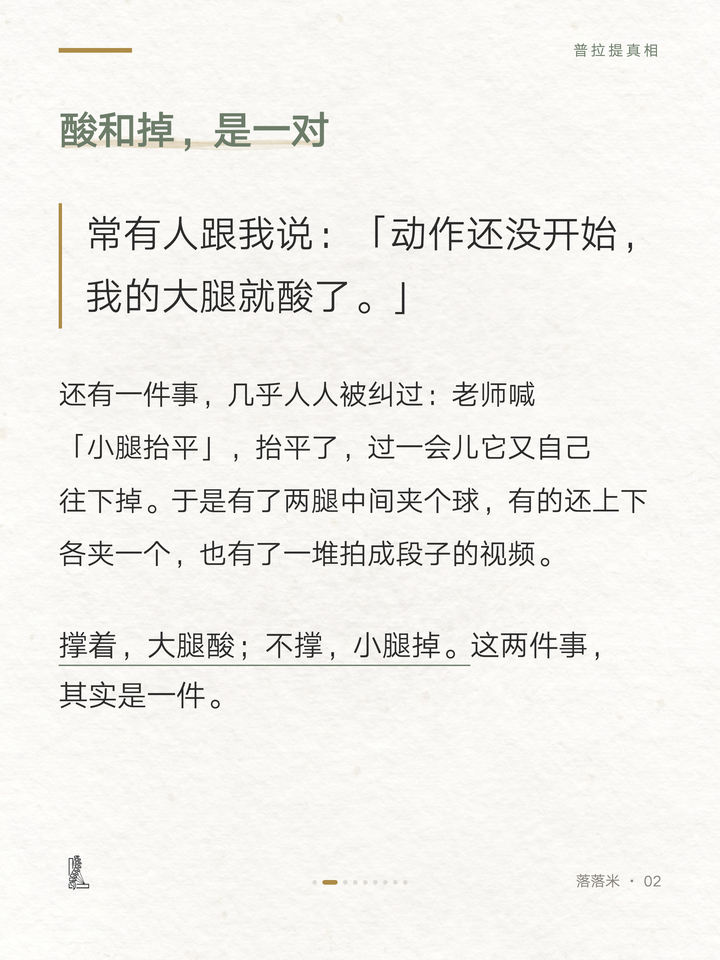 普拉提真相
酸和掉，是一对
常有人跟我说：「动作还没开始，
我的大腿就酸了。」
还有一件事，几乎人人被纠过：老师喊
「小腿抬平」，抬平了，过一会儿它又自己
往下掉。于是有了两腿中间夹个球，有的还上下
各夹一个，也有了一堆拍成段子的视频。
撑着，大腿酸；不撑，小腿掉。这两件事，
其实是一件。
落落米 · 02